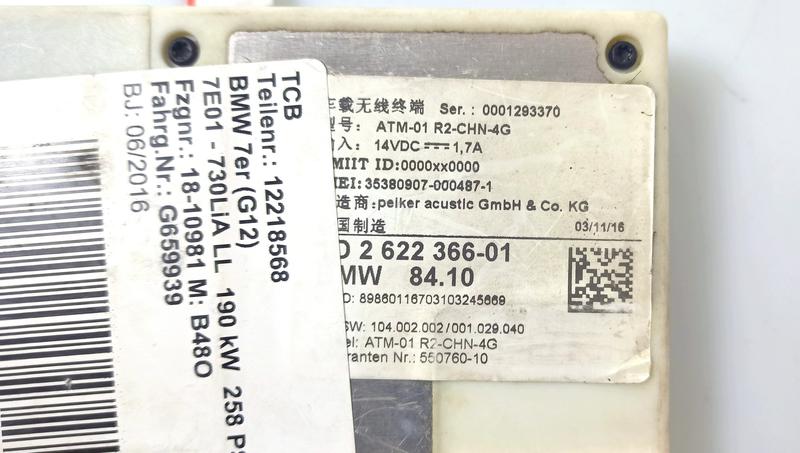 TCB
Teilenr.: 12218568
BMW 7er (G12)
7E01 - 730LiA LL 190 kW 258 PS
Fzgnr.: 18-10981 M: B48O
Fahrg.Nr.: G659939
BJ: 06/2016
车载无线终端 Ser.: 0001293370
型号: ATM-01 R2-CHN-4G
输入: 14VDC 1,7A
MIIT ID:0000xx0000
IMEI: 35380907-000487-1
制造商:peiker acustic GmbH & Co. KG
中国制造 03/11/16
D 2 622 366-01
BMW 84.10
D: 89860116703103245669
SW: 104.002.002/001.029.040
el: ATM-01 R2-CHN-4G
ranten Nr.: 550760-10